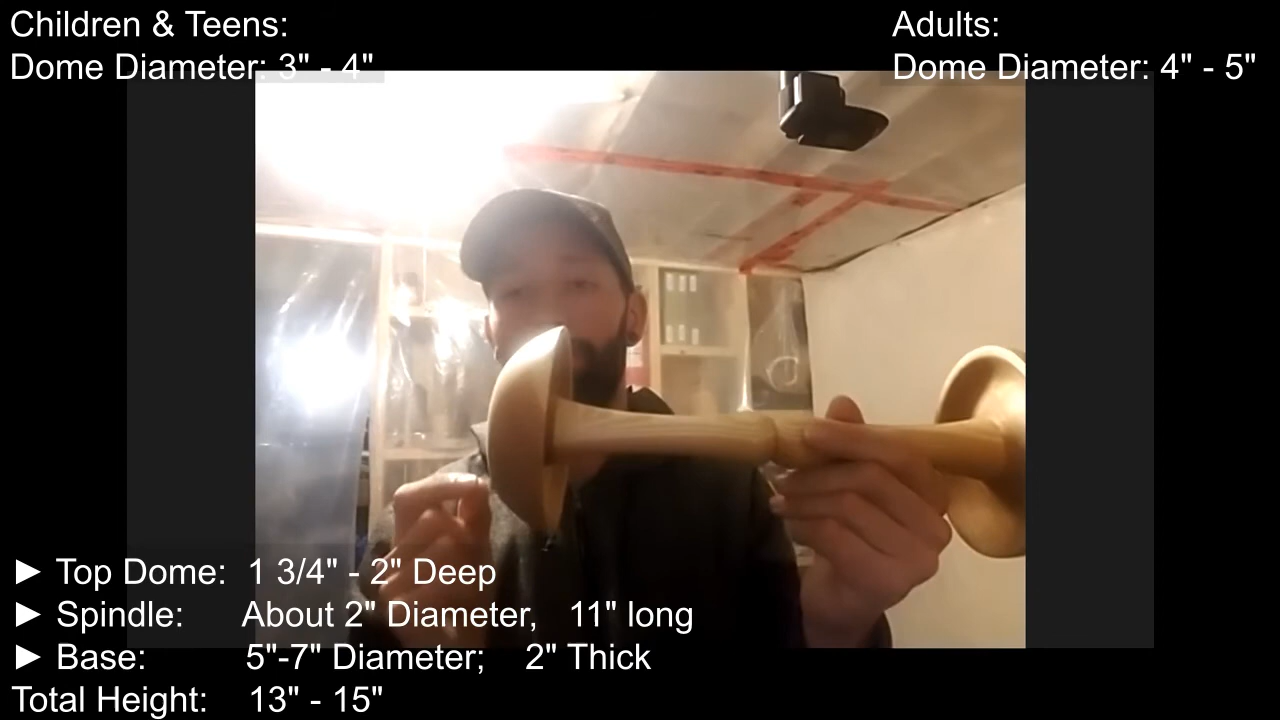 Children & Teens:
Dome Diameter: 3" - 4"
Adults:
Dome Diameter: 4" - 5"
► Top Dome: 1 3/4" - 2" Deep
► Spindle: About 2" Diameter, 11" long
► Base: 5"-7" Diameter; 2" Thick
Total Height: 13" - 15"